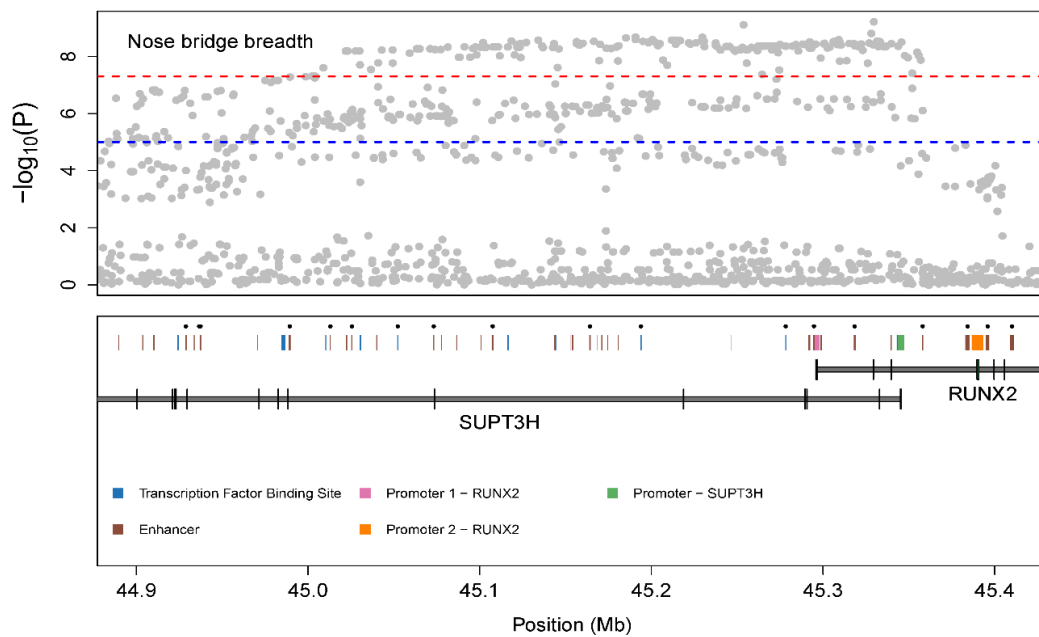 Nose bridge breadth
−log10(P)
8
6
4
2
0
RUNX2
SUPT3H
Transcription Factor Binding Site
Promoter 1 − RUNX2
Promoter − SUPT3H
Enhancer
Promoter 2 − RUNX2
44.9 45.0 45.1 45.2 45.3 45.4
Position (Mb)